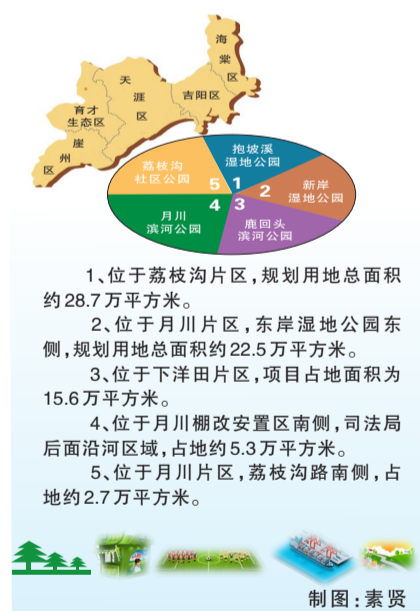 海
棠
区
天
涯
区
吉阳区
育才
生态区
崖
州
区
抱坡溪
湿地公园
荔枝沟
社区公园
5 1
2
新岸
湿地公园
4 3
月川
滨河公园
鹿回头
滨河公园
1、位于荔枝沟片区，规划用地总面积
约28.7万平方米。
2、位于月川片区，东岸湿地公园东
侧，规划用地总面积约22.5万平方米。
3、位于下洋田片区，项目占地面积为
15.6万平方米。
4、位于月川棚改安置区南侧，司法局
后面沿河区域，占地约5.3万平方米。
5、位于月川片区，荔枝沟路南侧，占
地约2.7万平方米。
制图：素贤